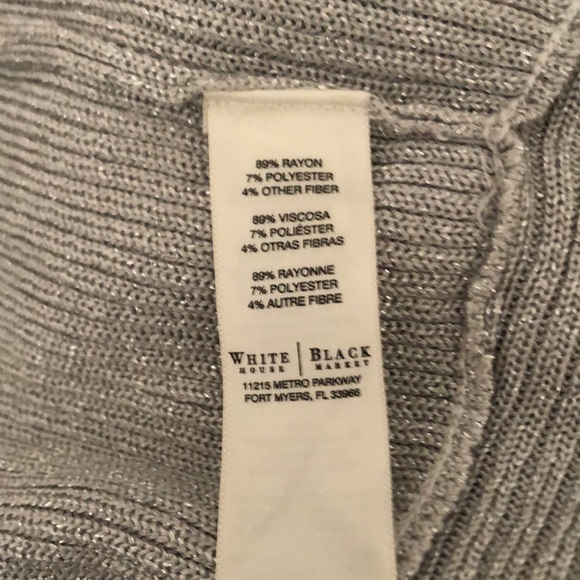 89% RAYON
7% POLYESTER
4% OTHER FIBER
89% VISCOSA
7% POLIÉSTER
4% OTRAS FIBRAS
89% RAYONNE
7% POLYESTER
4% AUTRE FIBRE
WHITE HOUSE | BLACK MARKET
11215 METRO PARKWAY
FORT MYERS, FL 33966